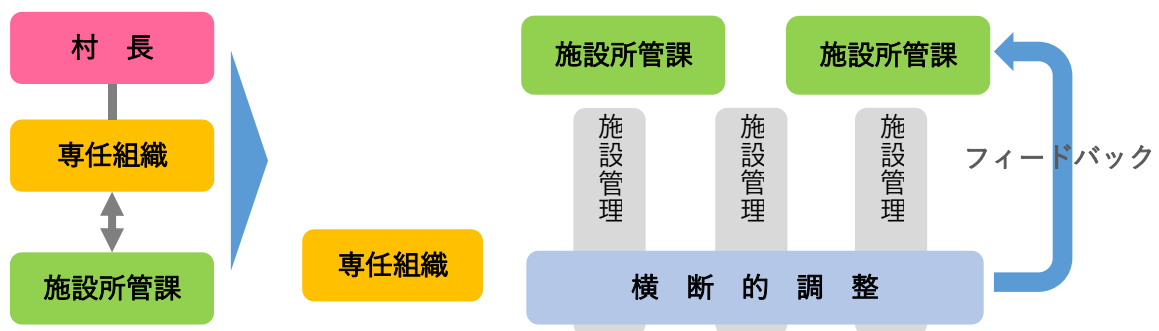 村　長
専任組織
施設所管課
施設所管課
施設所管課
施設管理
施設管理
施設管理
フィードバック
専任組織
横　断　的　調　整